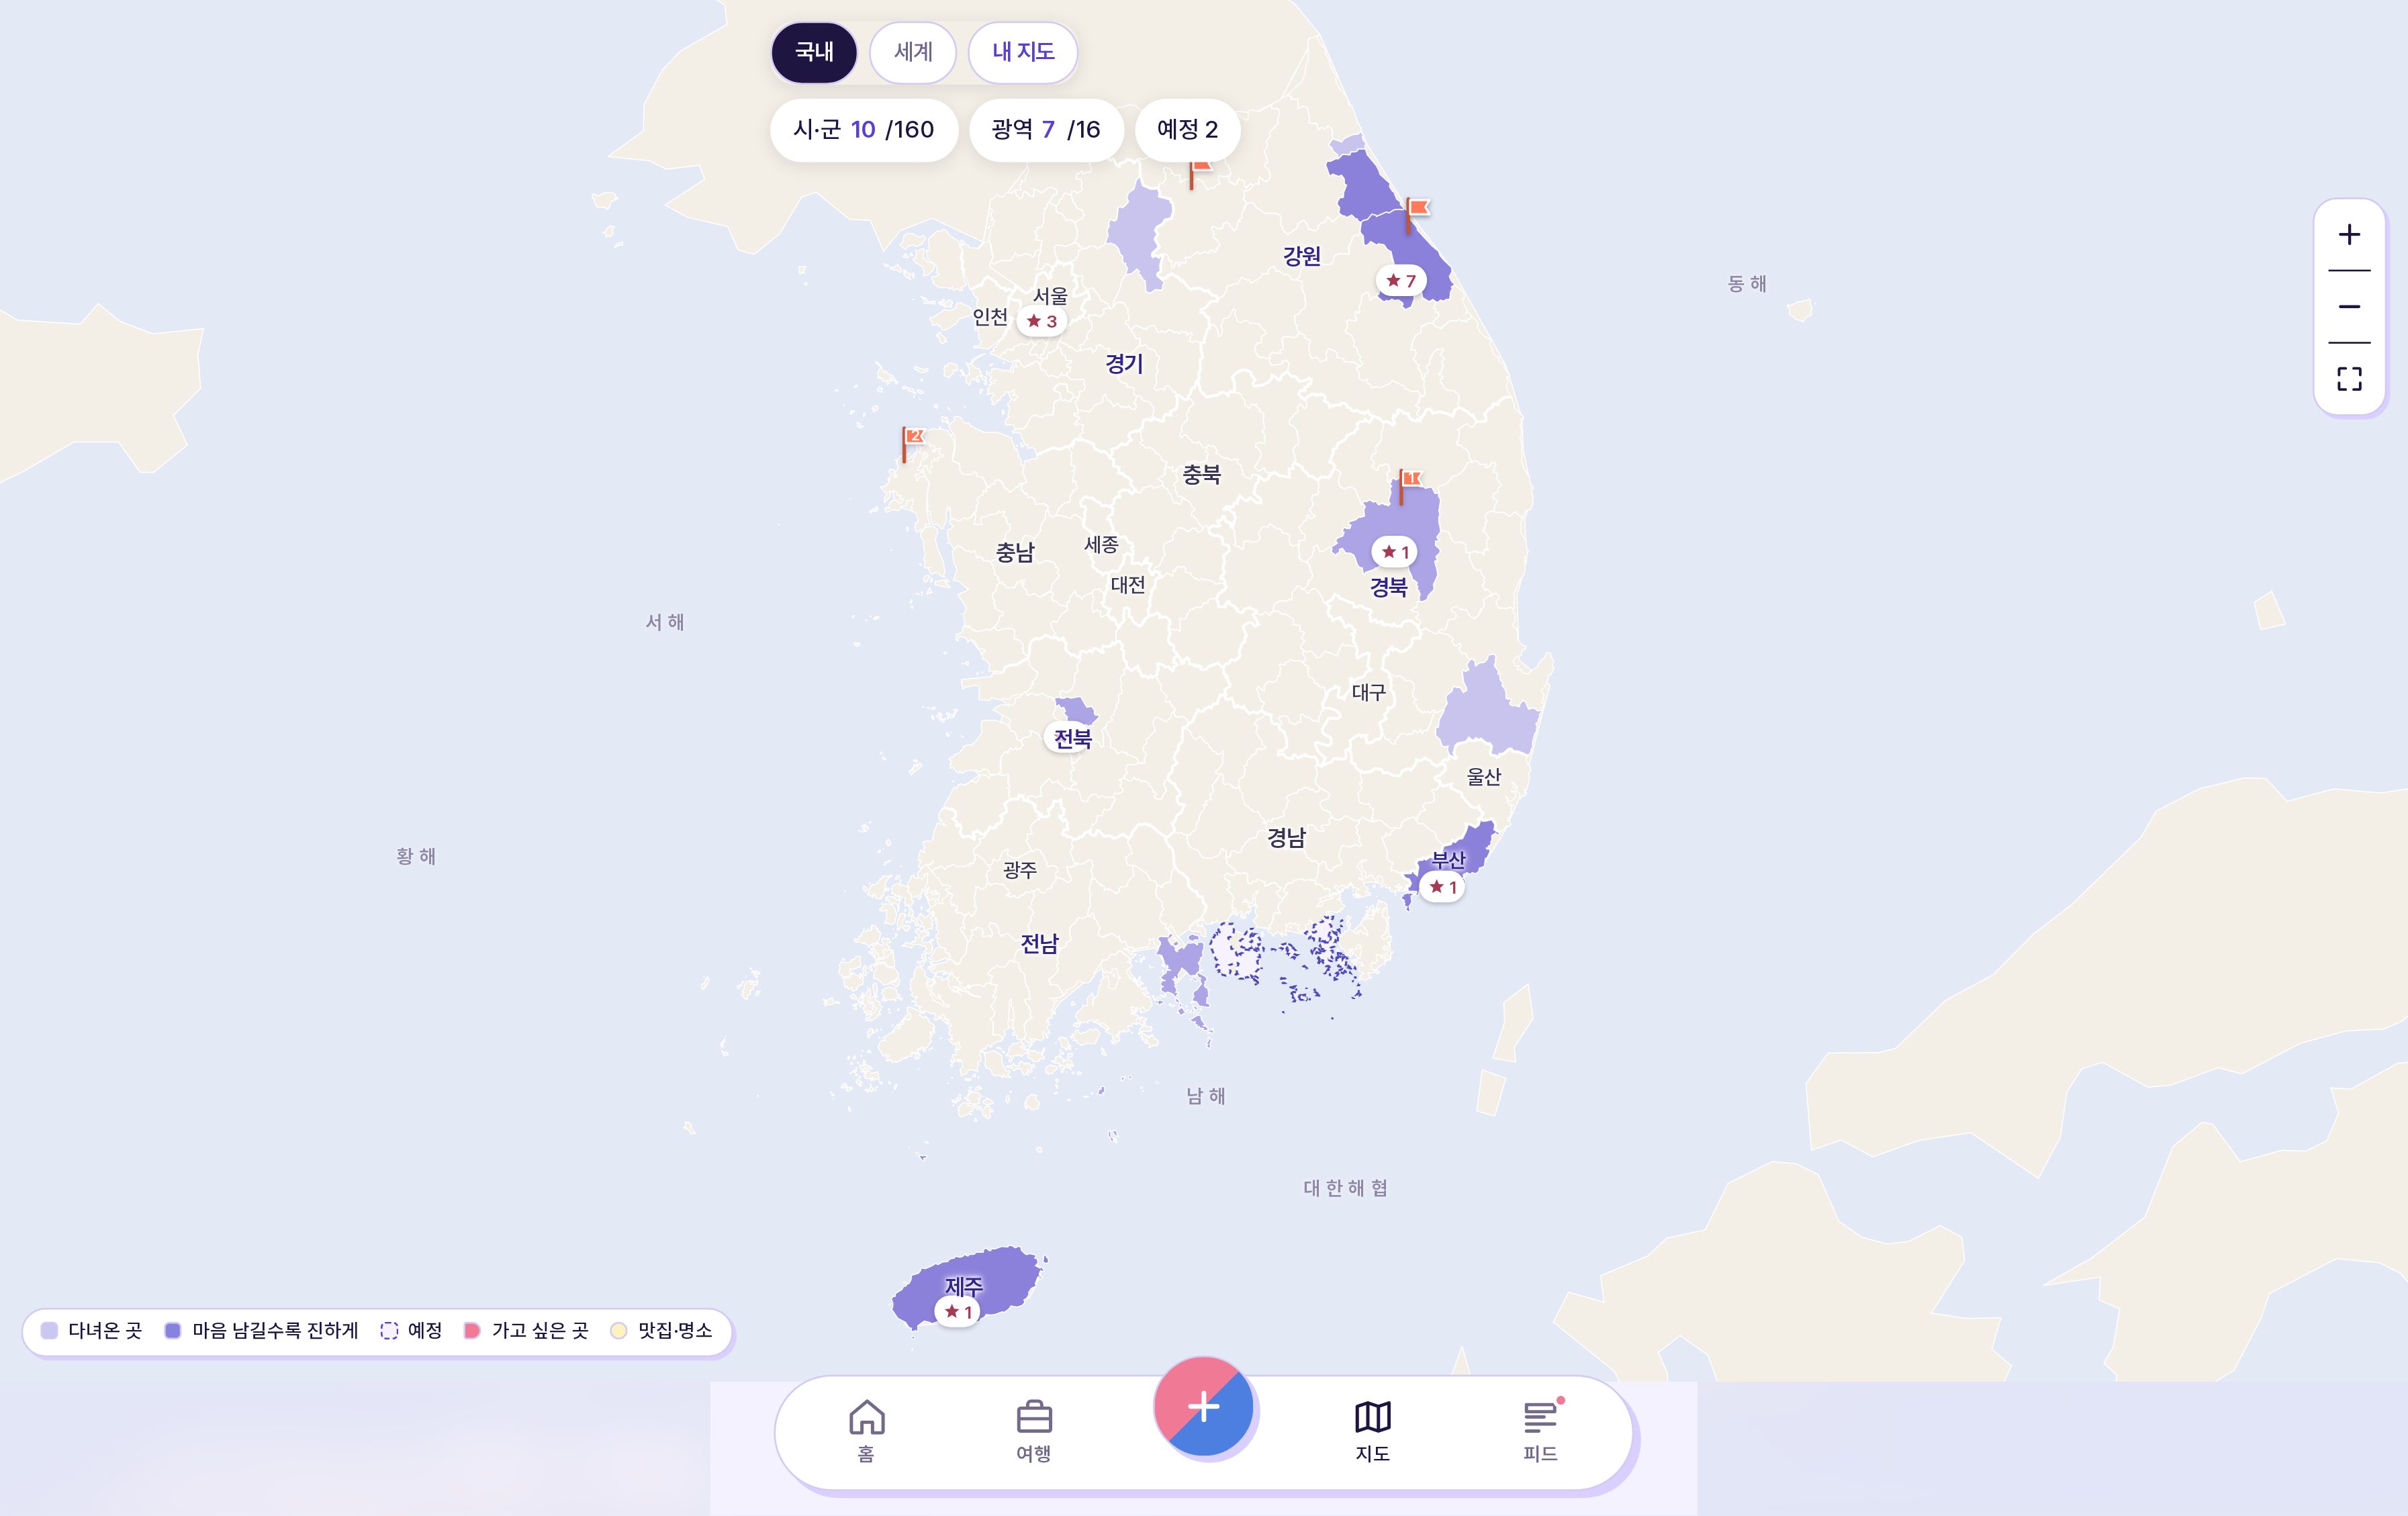 국내 세계 내 지도
시·군 10 /160 광역 7 /16 예정 2
강원
동해
7
서울
인천
3
경기
2
충북
1
충남
세종
1
대전
경북
서해
대구
전북
울산
경남
황해
부산
광주
1
전남
남해
대한해협
제주
1
다녀온 곳 마음 남길수록 진하게 예정 가고 싶은 곳 맛집·명소
홈 여행 지도 피드